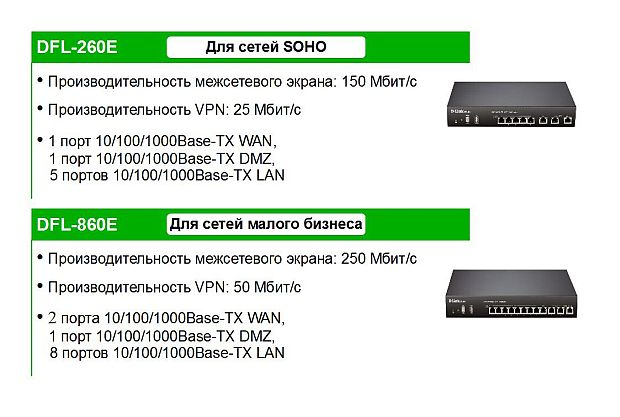 DFL-260E Для сетей SOHO
• Производительность межсетевого экрана: 150 Мбит/с
• Производительность VPN: 25 Мбит/с
• 1 порт 10/100/1000Base-TX WAN,
1 порт 10/100/1000Base-TX DMZ,
5 портов 10/100/1000Base-TX LAN
D-Link
DFL-860E Для сетей малого бизнеса
• Производительность межсетевого экрана: 250 Мбит/с
• Производительность VPN: 50 Мбит/с
• 2 порта 10/100/1000Base-TX WAN,
1 порт 10/100/1000Base-TX DMZ,
8 портов 10/100/1000Base-TX LAN
D-Link